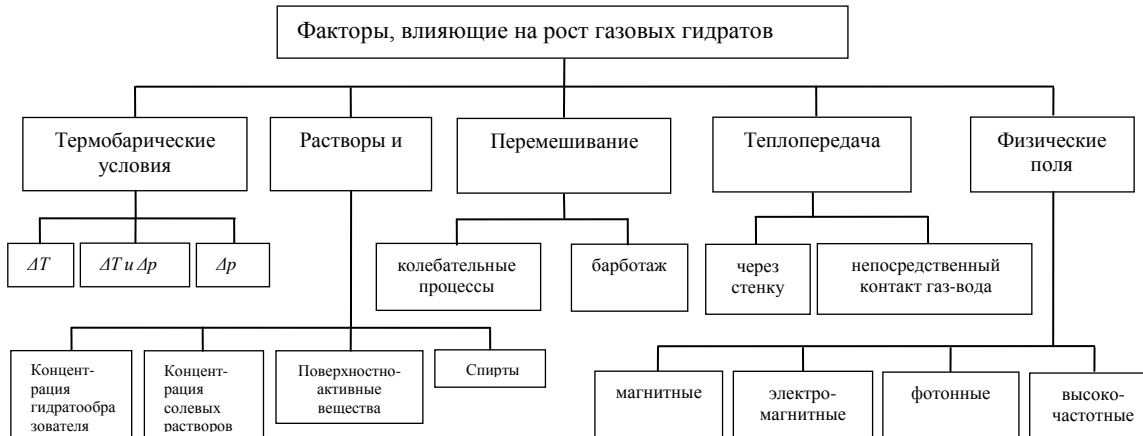 Факторы, влияющие на рост газовых гидратов
Термобарические
условия
Растворы и
Перемешивание
Теплопередача
Физические
поля
ΔT
ΔT и Δp
Δp
колебательные
процессы
барботаж
через
стенку
непосредственный
контакт газ-вода
Концент-
рация
гидратообра
зователя
Концент-
рация
солевых
растворов
Поверхностно-
активные
вещества
Спирты
магнитные
электро-
магнитные
фотонные
высоко-
частотные